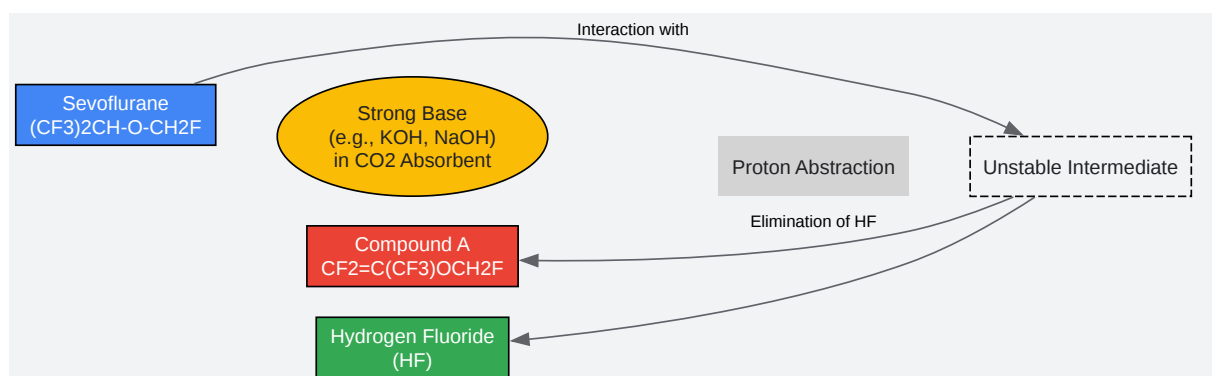 Interaction with
Sevoflurane
(CF3)2CH-O-CH2F
Strong Base
(e.g., KOH, NaOH)
in CO2 Absorbent
Proton Abstraction
Unstable Intermediate
Elimination of HF
Compound A
CF2=C(CF3)OCH2F
Hydrogen Fluoride
(HF)